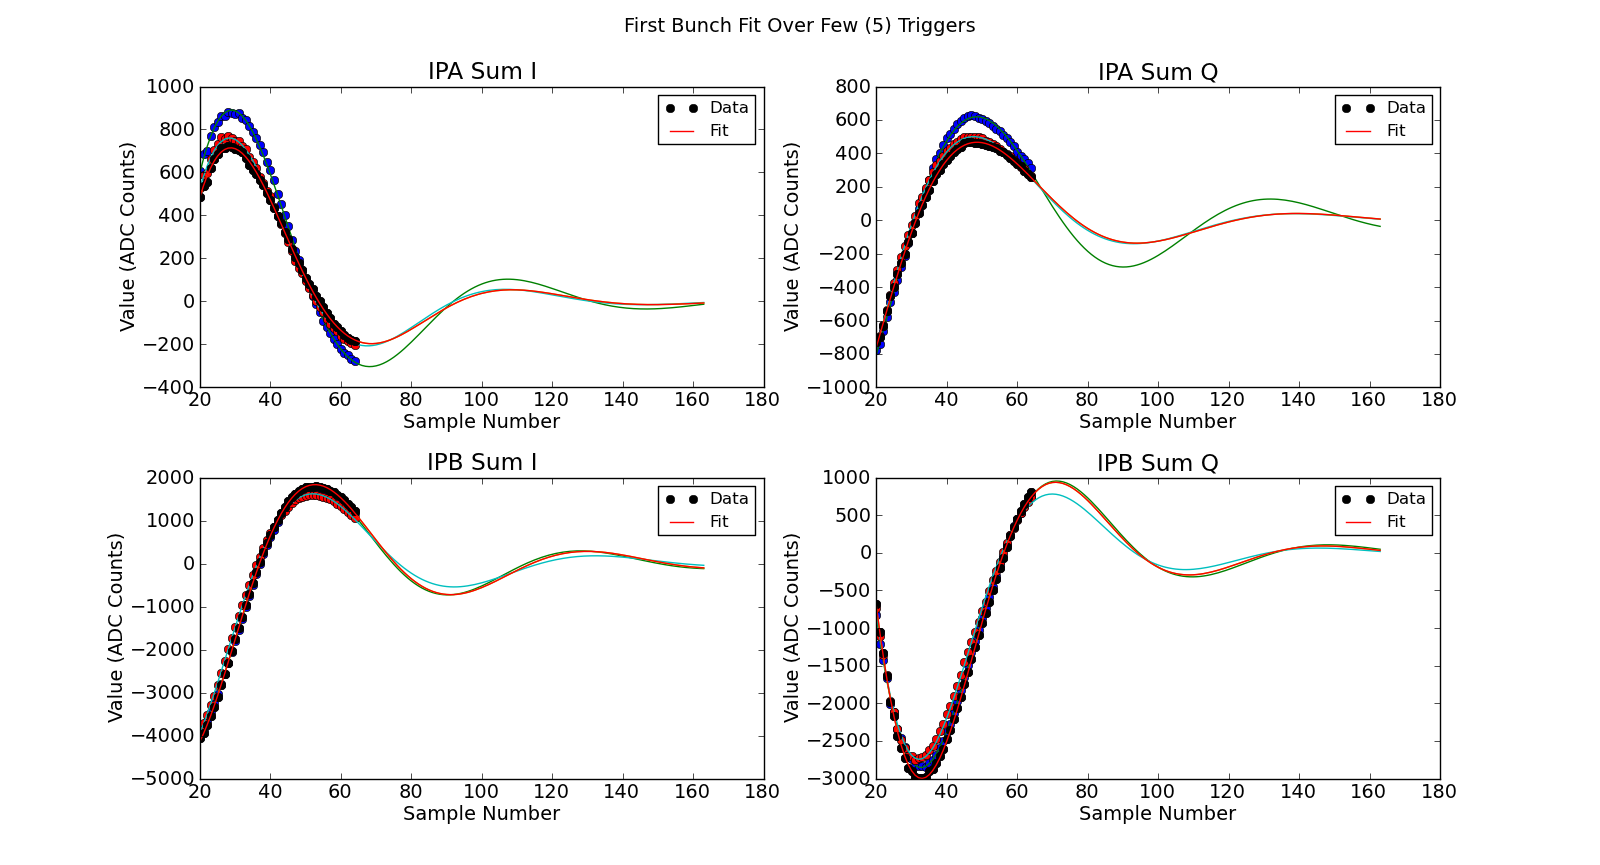 First Bunch Fit Over Few (5) Triggers
IPA Sum I
Value (ADC Counts)
1000
800
600
400
200
0
−200
−400
20 40 60 80 100 120 140 160 180
Sample Number
Data
Fit
IPA Sum Q
Value (ADC Counts)
800
600
400
200
0
−200
−400
−600
−800
−1000
20 40 60 80 100 120 140 160 180
Sample Number
Data
Fit
IPB Sum I
Value (ADC Counts)
2000
1000
0
−1000
−2000
−3000
−4000
−5000
20 40 60 80 100 120 140 160 180
Sample Number
Data
Fit
IPB Sum Q
Value (ADC Counts)
1000
500
0
−500
−1000
−1500
−2000
−2500
−3000
20 40 60 80 100 120 140 160 180
Sample Number
Data
Fit